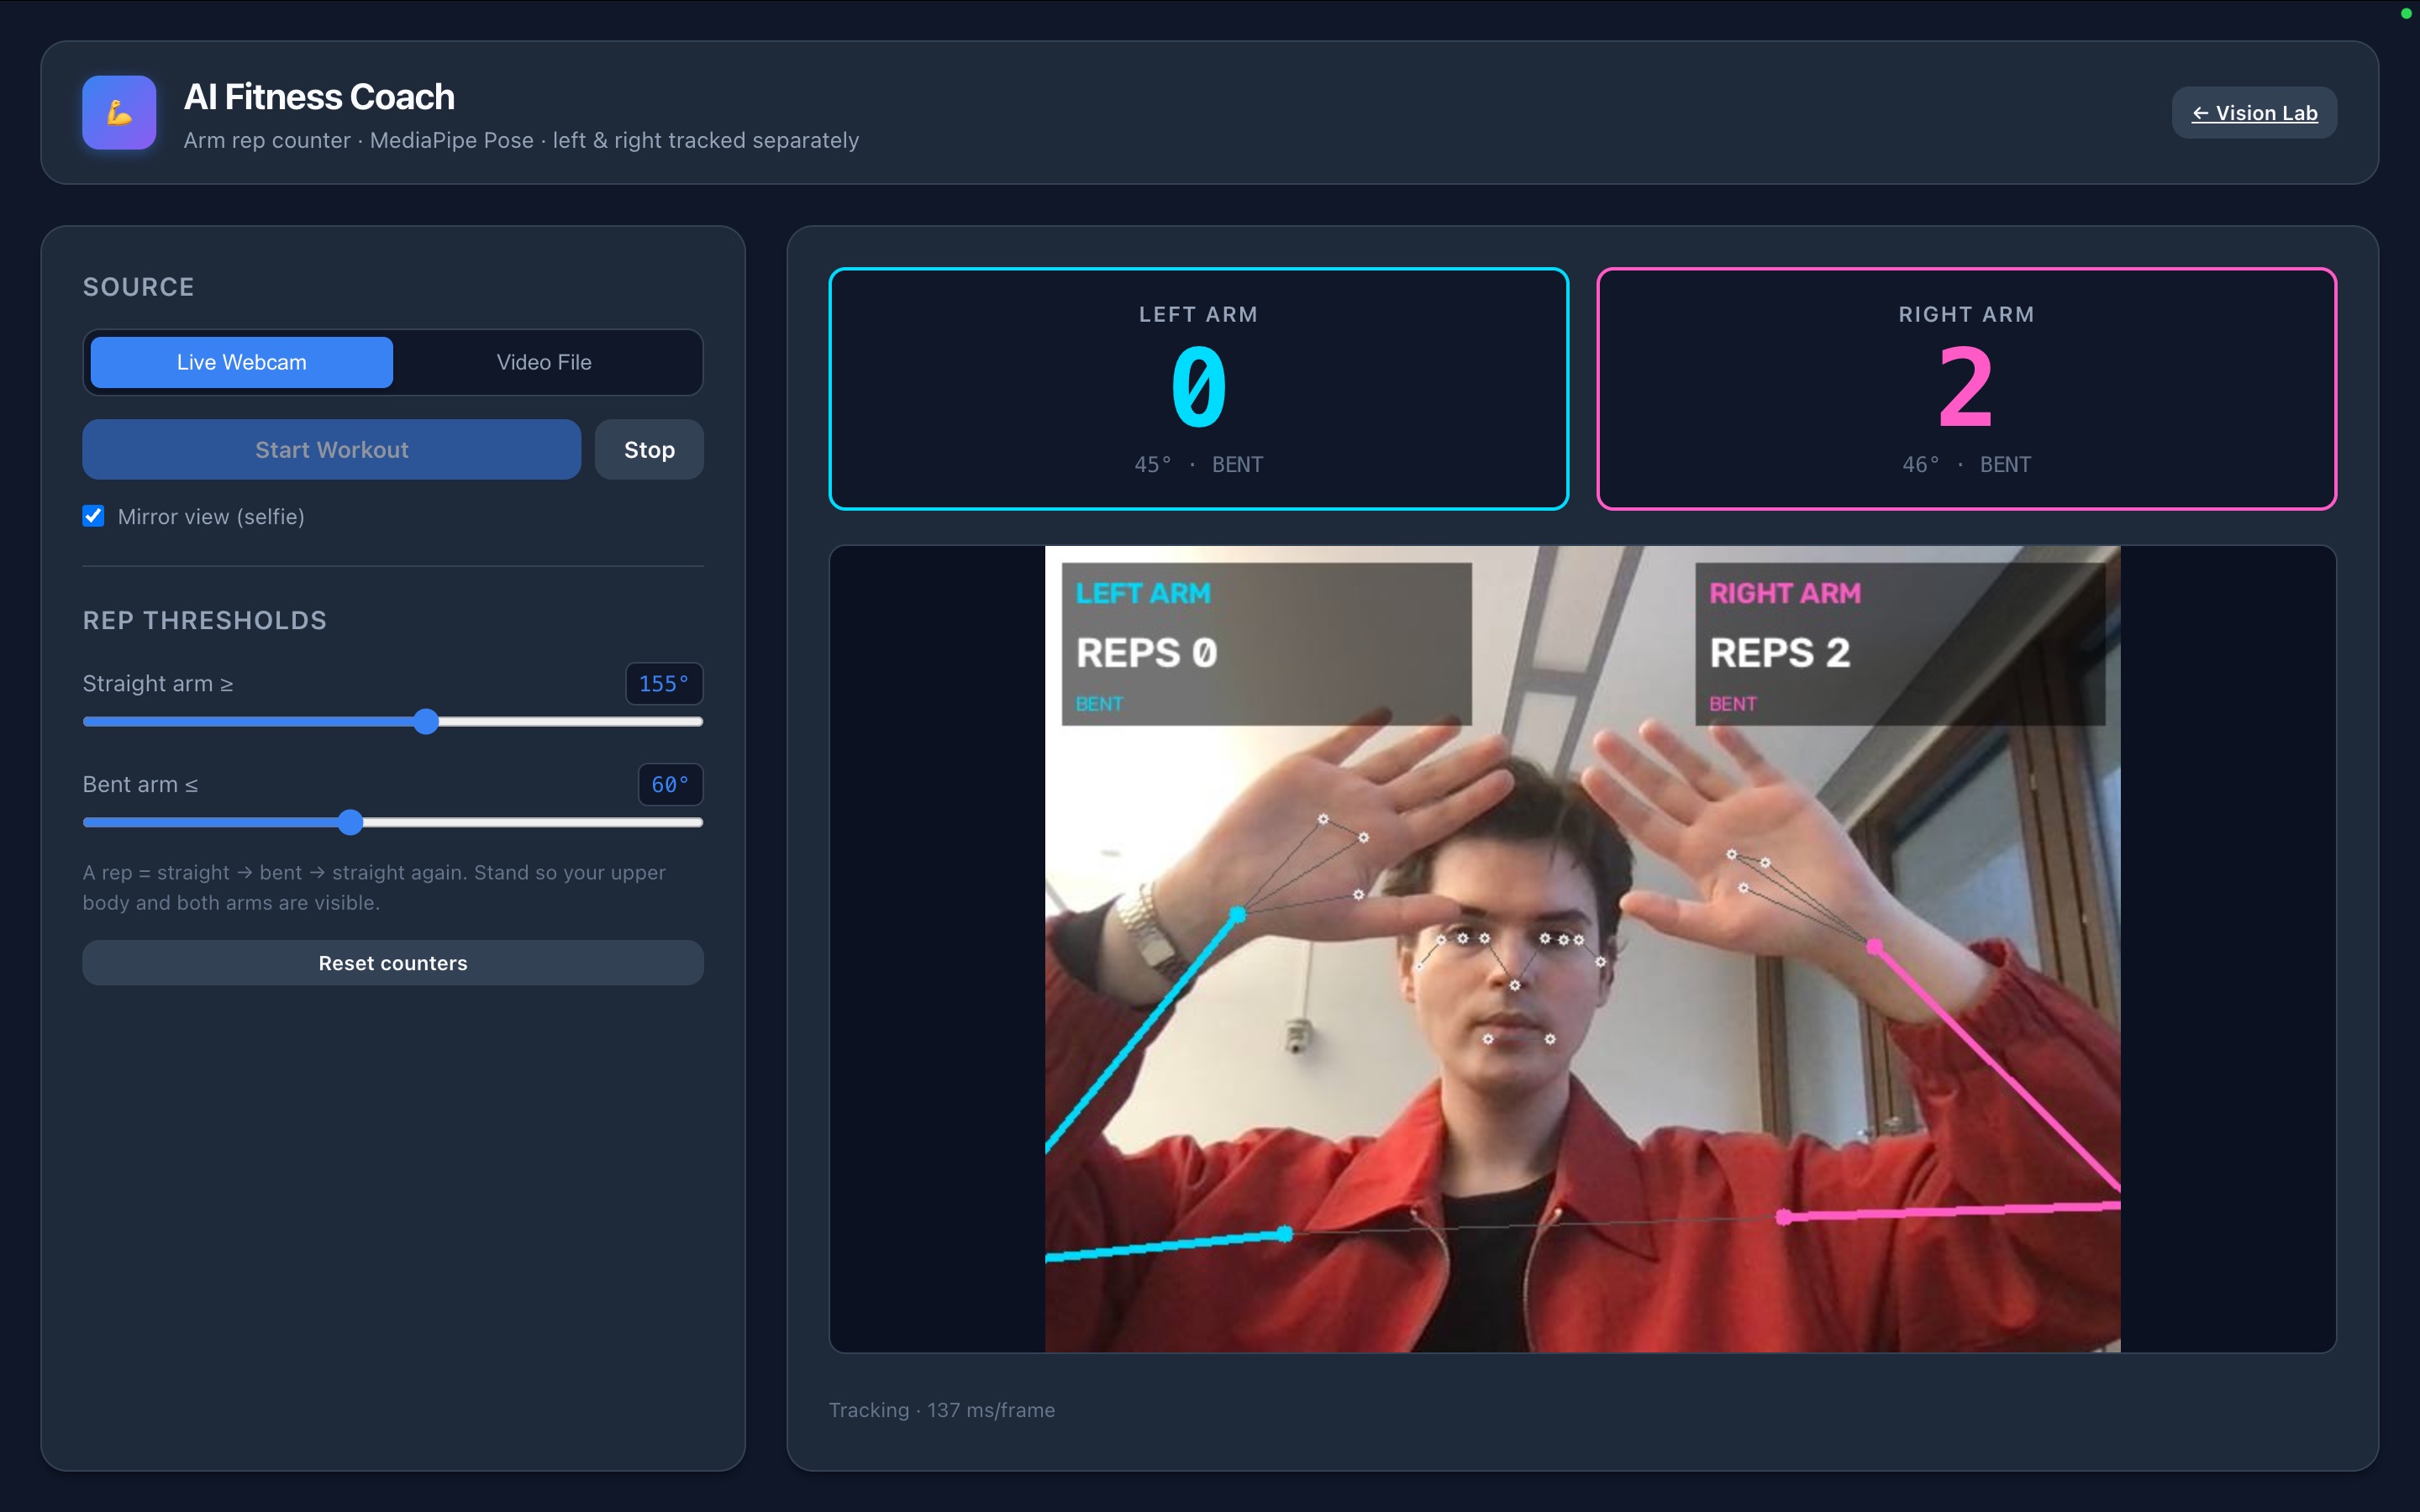 AI Fitness Coach
Arm rep counter · MediaPipe Pose · left & right tracked separately
← Vision Lab
SOURCE
Live Webcam
Video File
Start Workout
Stop
Mirror view (selfie)
REP THRESHOLDS
Straight arm ≥
155°
Bent arm ≤
60°
A rep = straight → bent → straight again. Stand so your upper
body and both arms are visible.
Reset counters
LEFT ARM
0
45° · BENT
RIGHT ARM
2
46° · BENT
LEFT ARM
REPS 0
BENT
RIGHT ARM
REPS 2
BENT
Tracking · 137 ms/frame